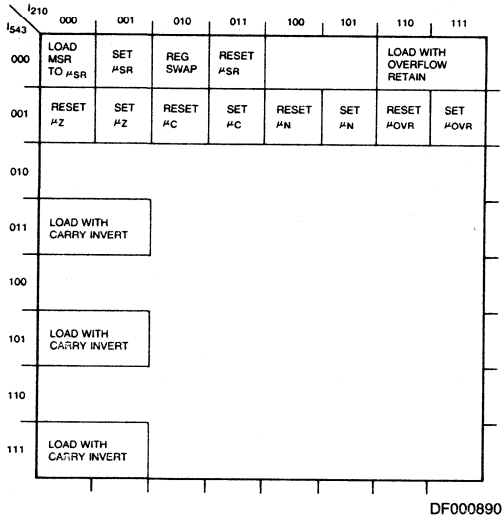 I210
I543
000 001 010 011 100 101 110 111
000
LOAD
MSR
TO μSR
SET
μSR
REG
SWAP
RESET
μSR
LOAD WITH
OVERFLOW
RETAIN
001
RESET
μZ
SET
μZ
RESET
μC
SET
μC
RESET
μN
SET
μN
RESET
μOVR
SET
μOVR
010
011
LOAD WITH
CARRY INVERT
100
101
LOAD WITH
CARRY INVERT
110
111
LOAD WITH
CARRY INVERT
DF000890